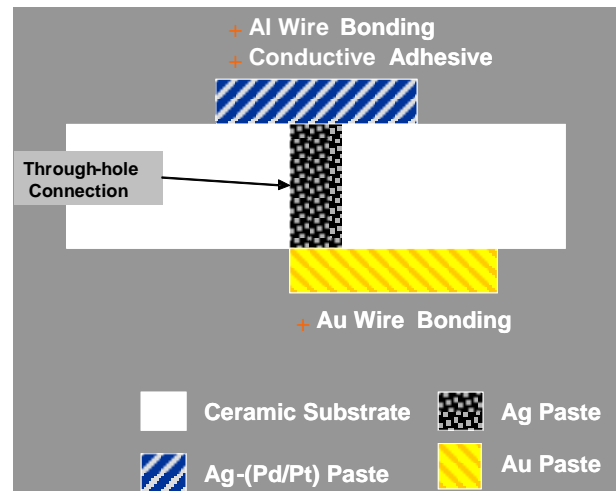 + Al Wire Bonding
+ Conductive Adhesive
Through-hole
Connection
+ Au Wire Bonding
Ceramic Substrate
Ag Paste
Ag-(Pd/Pt) Paste
Au Paste